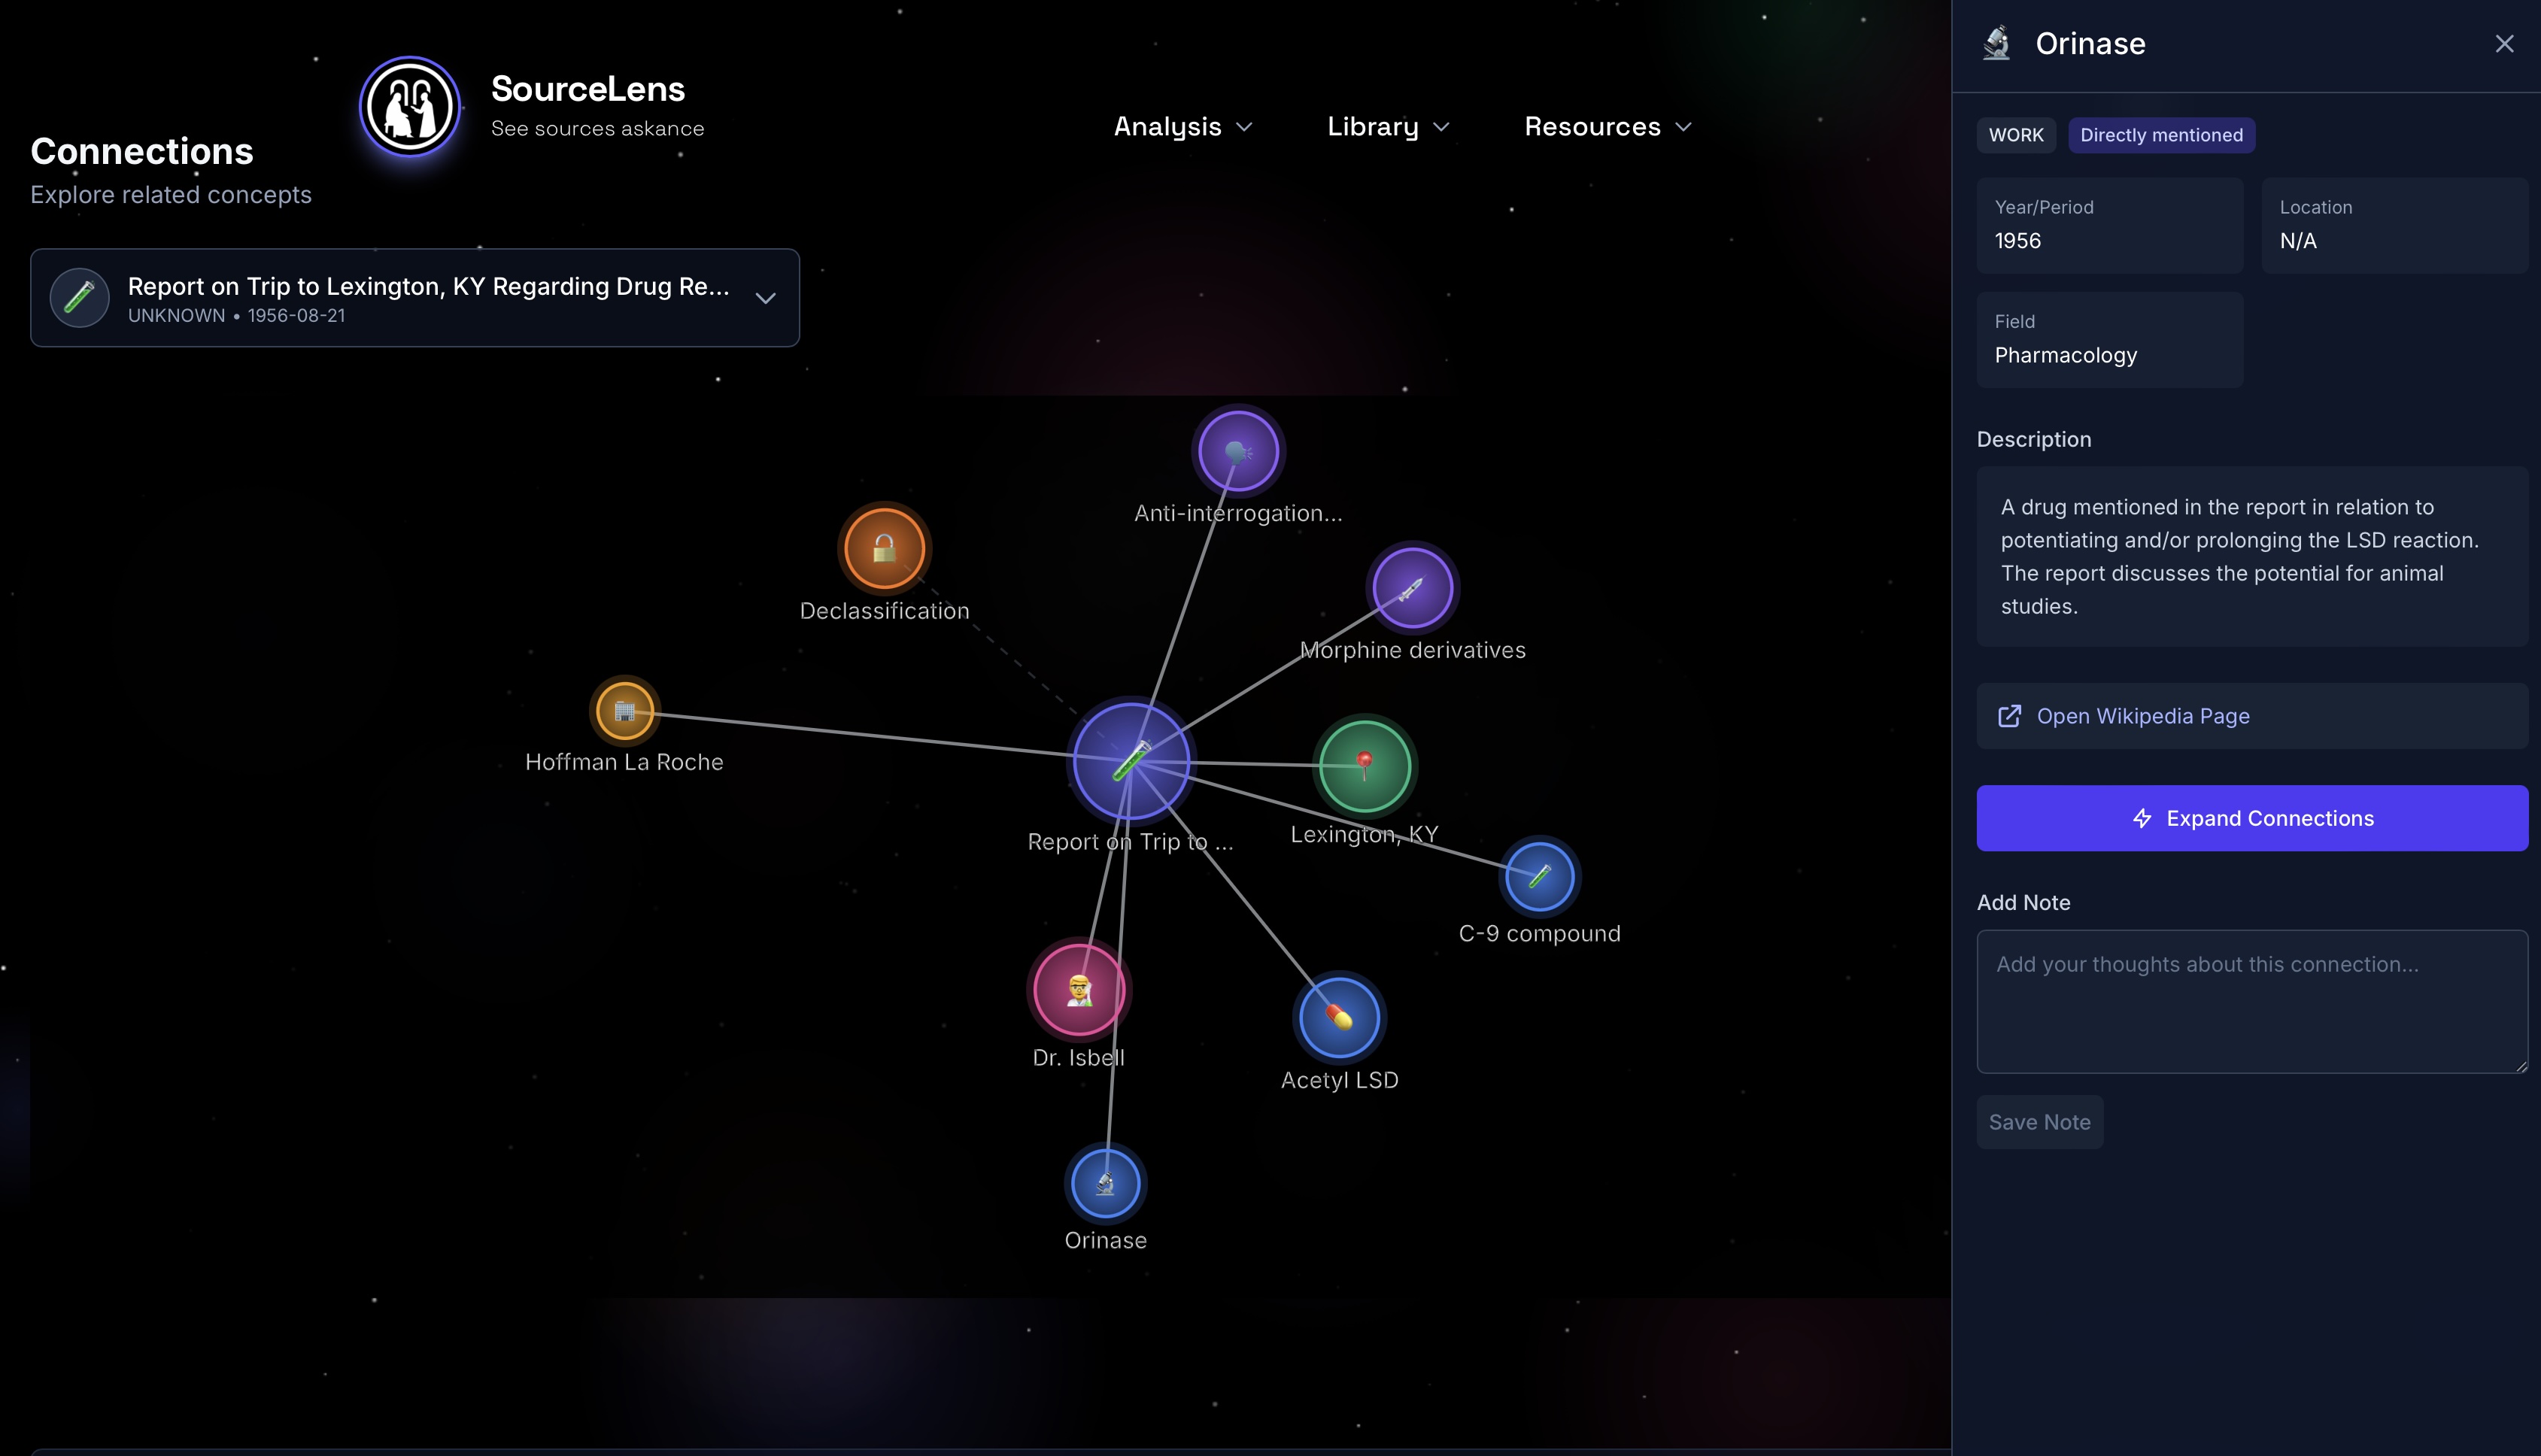 SourceLens
See sources askance
Analysis
Library
Resources
Connections
Explore related concepts
Report on Trip to Lexington, KY Regarding Drug Re...
UNKNOWN • 1956-08-21
Anti-interrogation...
Declassification
Morphine derivatives
Hoffman La Roche
Report on Trip to ...
Lexington, KY
C-9 compound
Dr. Isbell
Acetyl LSD
Orinase
Orinase
WORK
Directly mentioned
Year/Period
1956
Location
N/A
Field
Pharmacology
Description
A drug mentioned in the report in relation to
potentiating and/or prolonging the LSD reaction.
The report discusses the potential for animal
studies.
Open Wikipedia Page
Expand Connections
Add Note
Add your thoughts about this connection...
Save Note